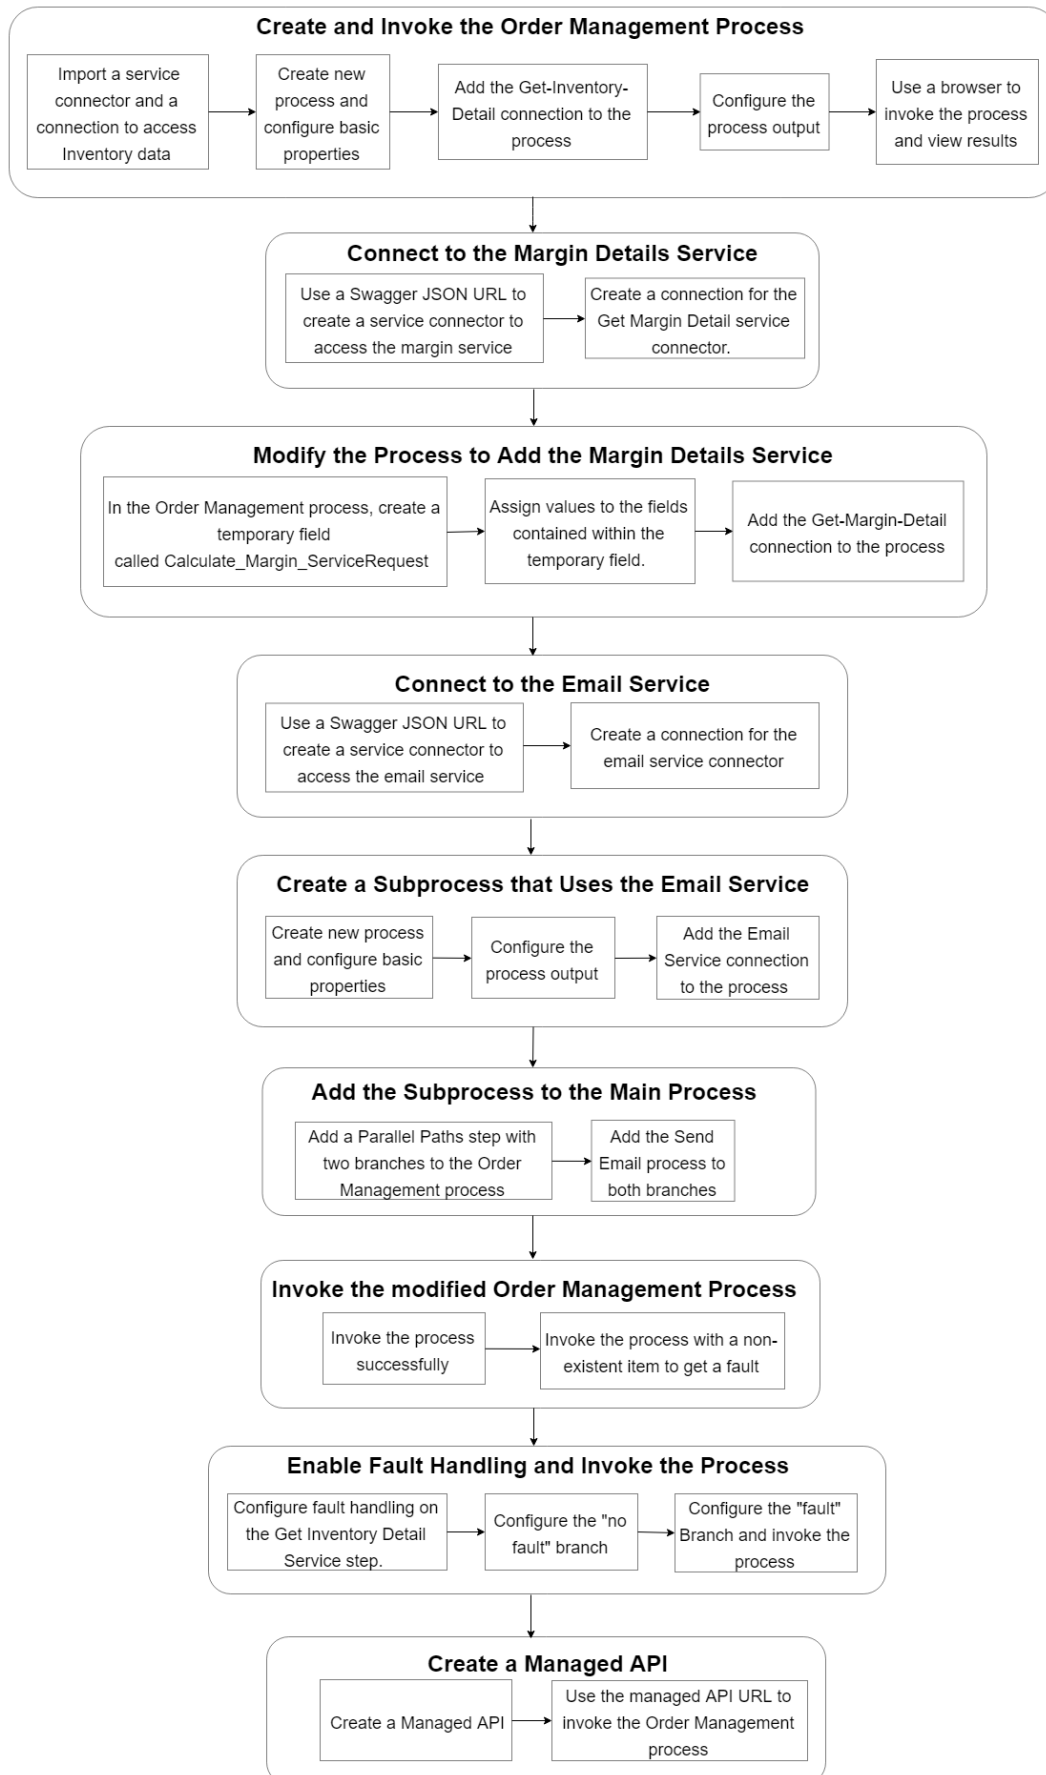 Create and Invoke the Order Management Process
Import a service
connector and a
connection to access
Inventory data
Create new
process and
configure basic
properties
Add the Get-Inventory-
Detail connection to the
process
Configure the
process output
Use a browser to
invoke the process
and view results
Connect to the Margin Details Service
Use a Swagger JSON URL to
create a service connector to
access the margin service
Create a connection for the
Get Margin Detail service
connector.
Modify the Process to Add the Margin Details Service
In the Order Management process, create a
temporary field
called Calculate_Margin_ServiceRequest
Assign values to the fields
contained within the
temporary field.
Add the Get-Margin-Detail
connection to the process
Connect to the Email Service
Use a Swagger JSON URL to
create a service connector to
access the email service
Create a connection for the
email service connector
Create a Subprocess that Uses the Email Service
Create new process
and configure basic
properties
Configure the
process output
Add the Email
Service connection
to the process
Add the Subprocess to the Main Process
Add a Parallel Paths step with
two branches to the Order
Management process
Add the Send
Email process to
both branches
Invoke the modified Order Management Process
Invoke the process
successfully
Invoke the process with a non-
existent item to get a fault
Enable Fault Handling and Invoke the Process
Configure fault handling on
the Get Inventory Detail
Service step.
Configure the "no
fault" branch
Configure the "fault"
Branch and invoke the
process
Create a Managed API
Create a Managed API
Use the managed API URL to
invoke the Order Management
process